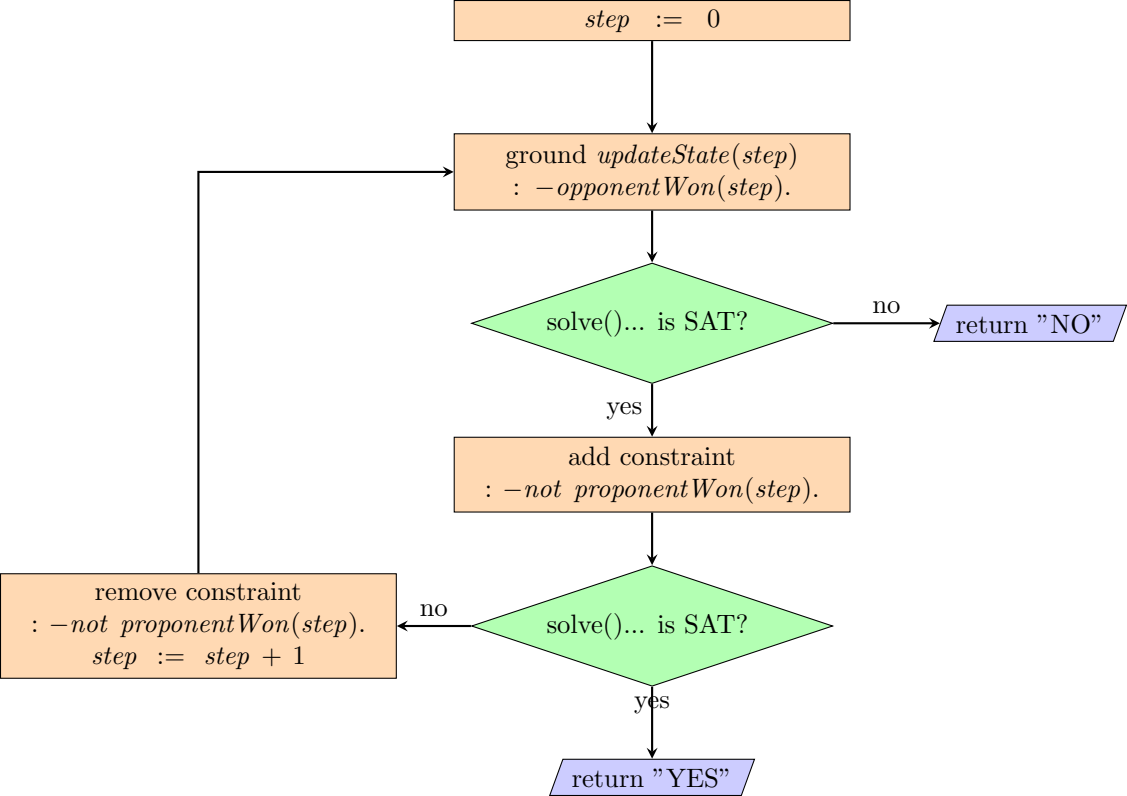 step := 0
ground updateState(step)
: −opponentWon(step).
solve()... is SAT?
no
return ”NO”
yes
add constraint
: −not proponentWon(step).
remove constraint
: −not proponentWon(step).
step := step + 1
no
solve()... is SAT?
yes
return ”YES”